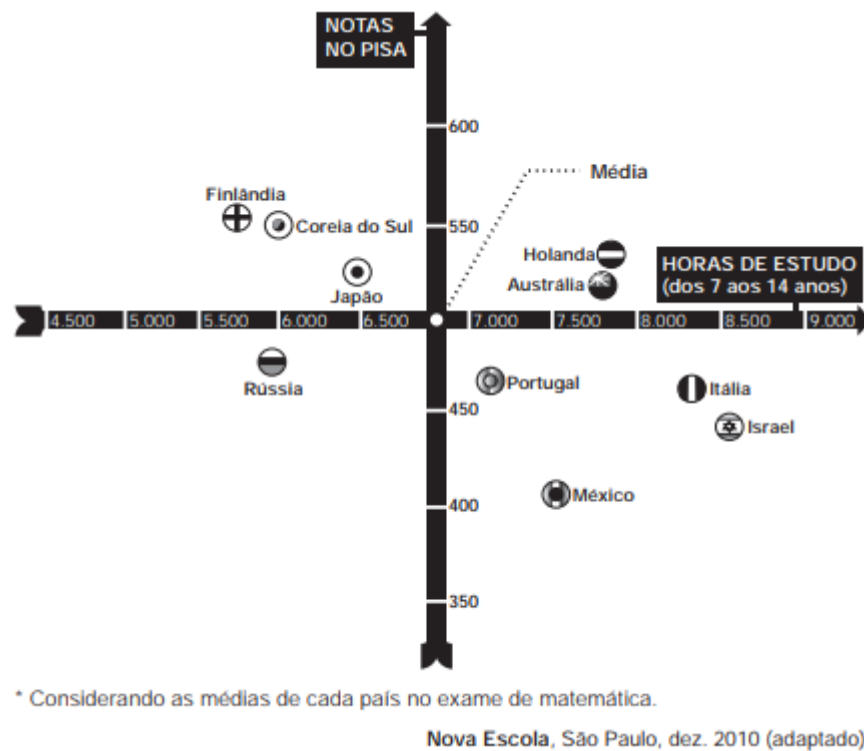 NOTAS
NO PISA
600
Média
Finlândia
550
Coreia do Sul
Holanda
HORAS DE ESTUDO
(dos 7 aos 14 anos)
Austrália
Japão
4.500 5.000 5.500 6.000 6.500 7.000 7.500 8.000 8.500 9.000
Rússia
Portugal
Itália
450
Israel
400
México
350
* Considerando as médias de cada país no exame de matemática.
Nova Escola, São Paulo, dez. 2010 (adaptado)